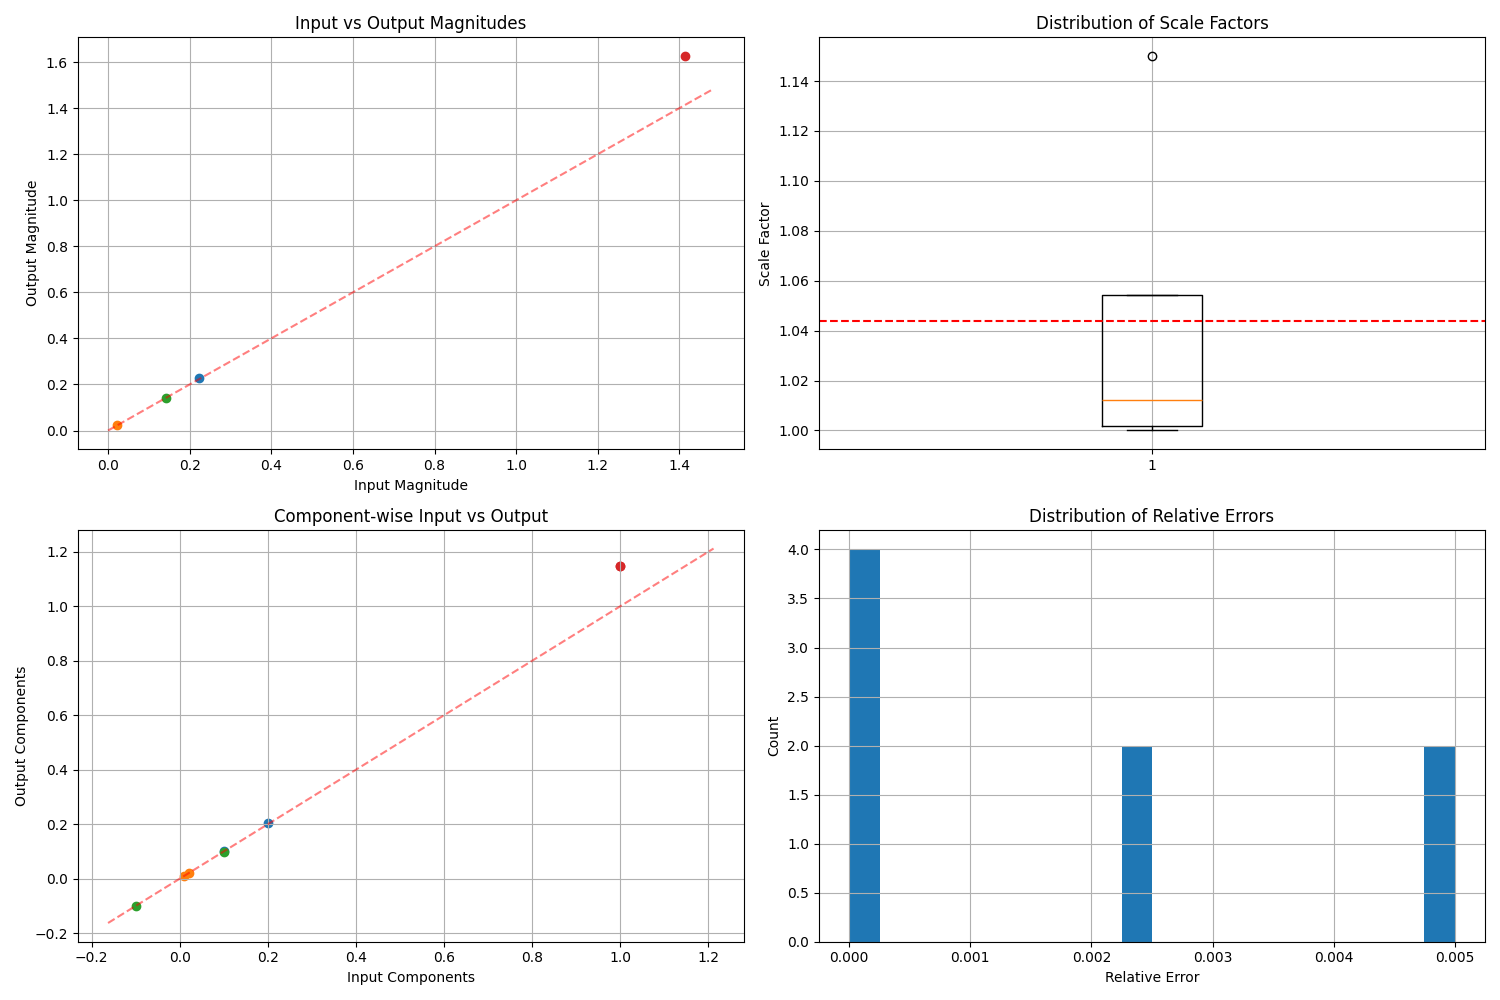 Input vs Output Magnitudes
Output Magnitude
1.6
1.4
1.2
1.0
0.8
0.6
0.4
0.2
0.0
0.0 0.2 0.4 0.6 0.8 1.0 1.2 1.4
Input Magnitude
Distribution of Scale Factors
Scale Factor
1.14
1.12
1.10
1.08
1.06
1.04
1.02
1.00
1
Component-wise Input vs Output
Output Components
1.2
1.0
0.8
0.6
0.4
0.2
0.0
−0.2
−0.2 0.0 0.2 0.4 0.6 0.8 1.0 1.2
Input Components
Distribution of Relative Errors
Count
4.0
3.5
3.0
2.5
2.0
1.5
1.0
0.5
0.0
0.000 0.001 0.002 0.003 0.004 0.005
Relative Error